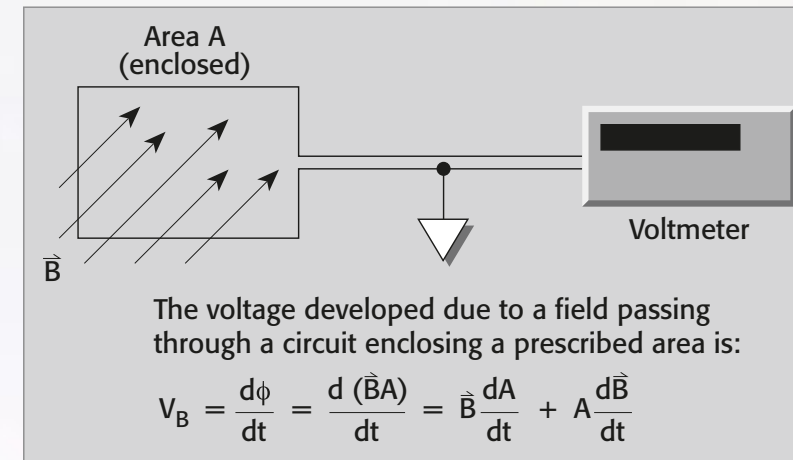 Area A
(enclosed)
B⃗
Voltmeter
The voltage developed due to a field passing
through a circuit enclosing a prescribed area is:
V_B = dϕ/dt = d (B⃗A)/dt = B⃗ dA/dt + A dB⃗/dt